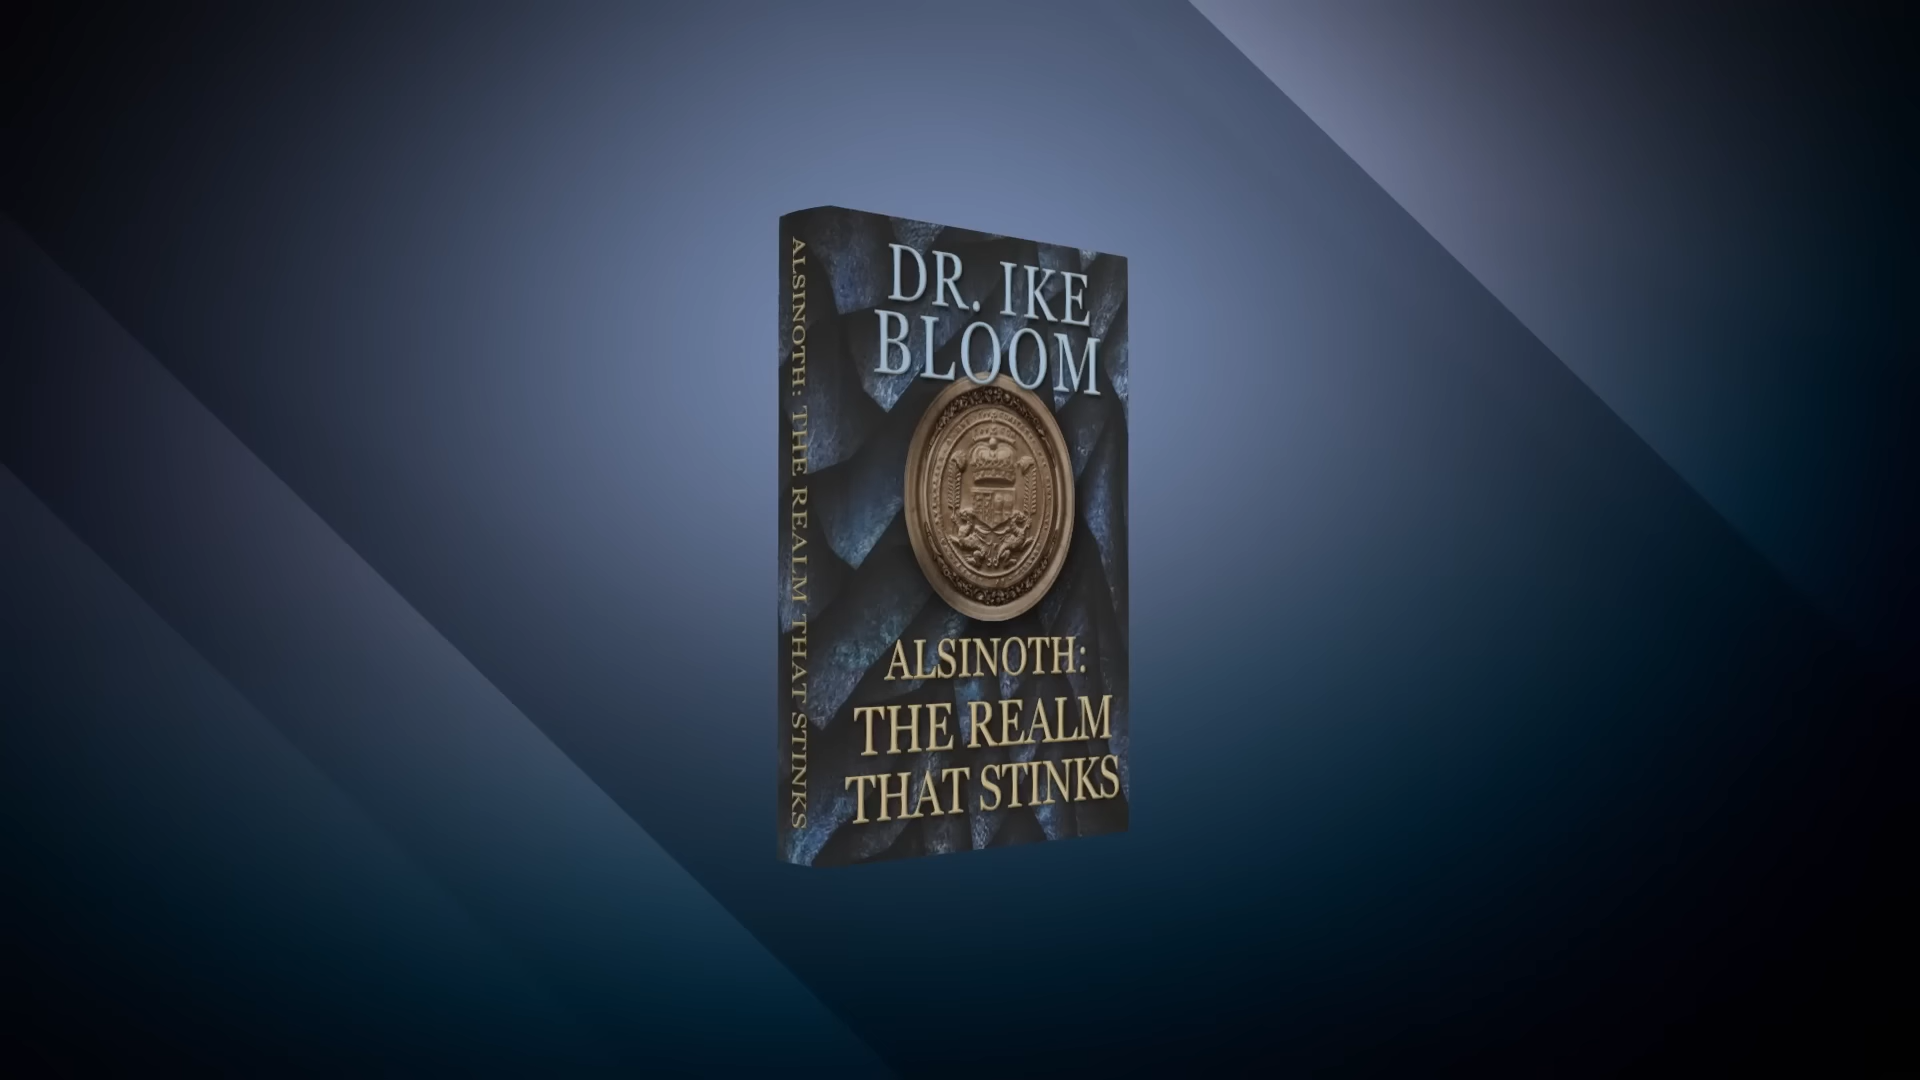 DR. IKE
BLOOM
ALSINOTH:
THE REALM
THAT STINKS
ALSINOTH: THE REALM THAT STINKS